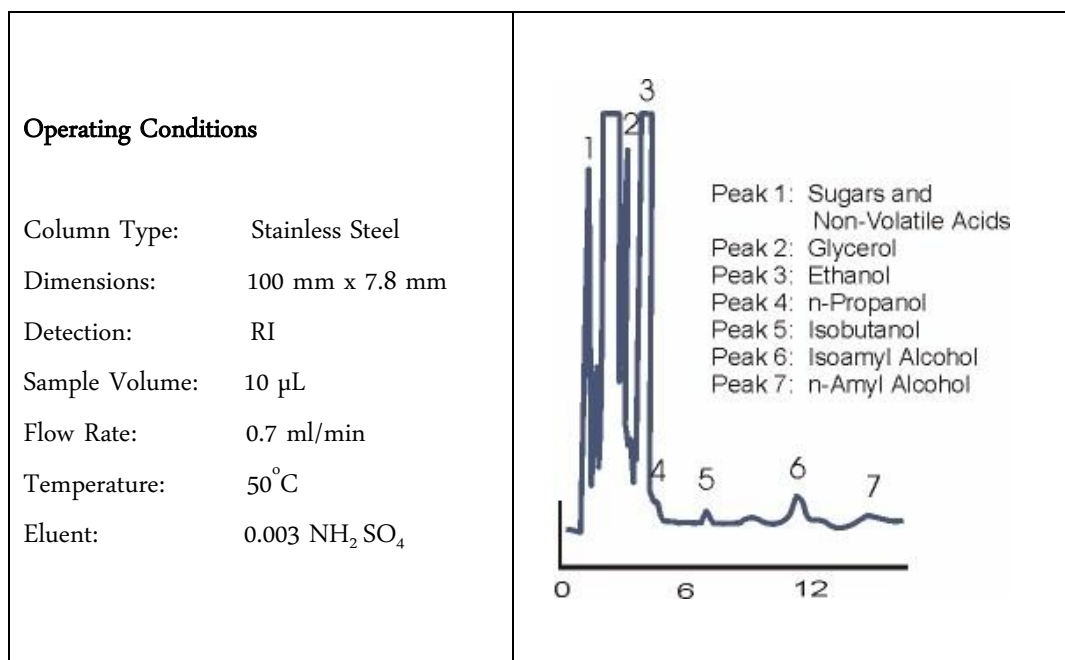 Operating Conditions
Column Type: Stainless Steel
Dimensions: 100 mm x 7.8 mm
Detection: RI
Sample Volume: 10 µL
Flow Rate: 0.7 ml/min
Temperature: 50°C
Eluent: 0.003 NH₂ SO₄
3
2
1
Peak 1: Sugars and
Non-Volatile Acids
Peak 2: Glycerol
Peak 3: Ethanol
Peak 4: n-Propanol
Peak 5: Isobutanol
Peak 6: Isoamyl Alcohol
Peak 7: n-Amyl Alcohol
4 5 6 7
0 6 12